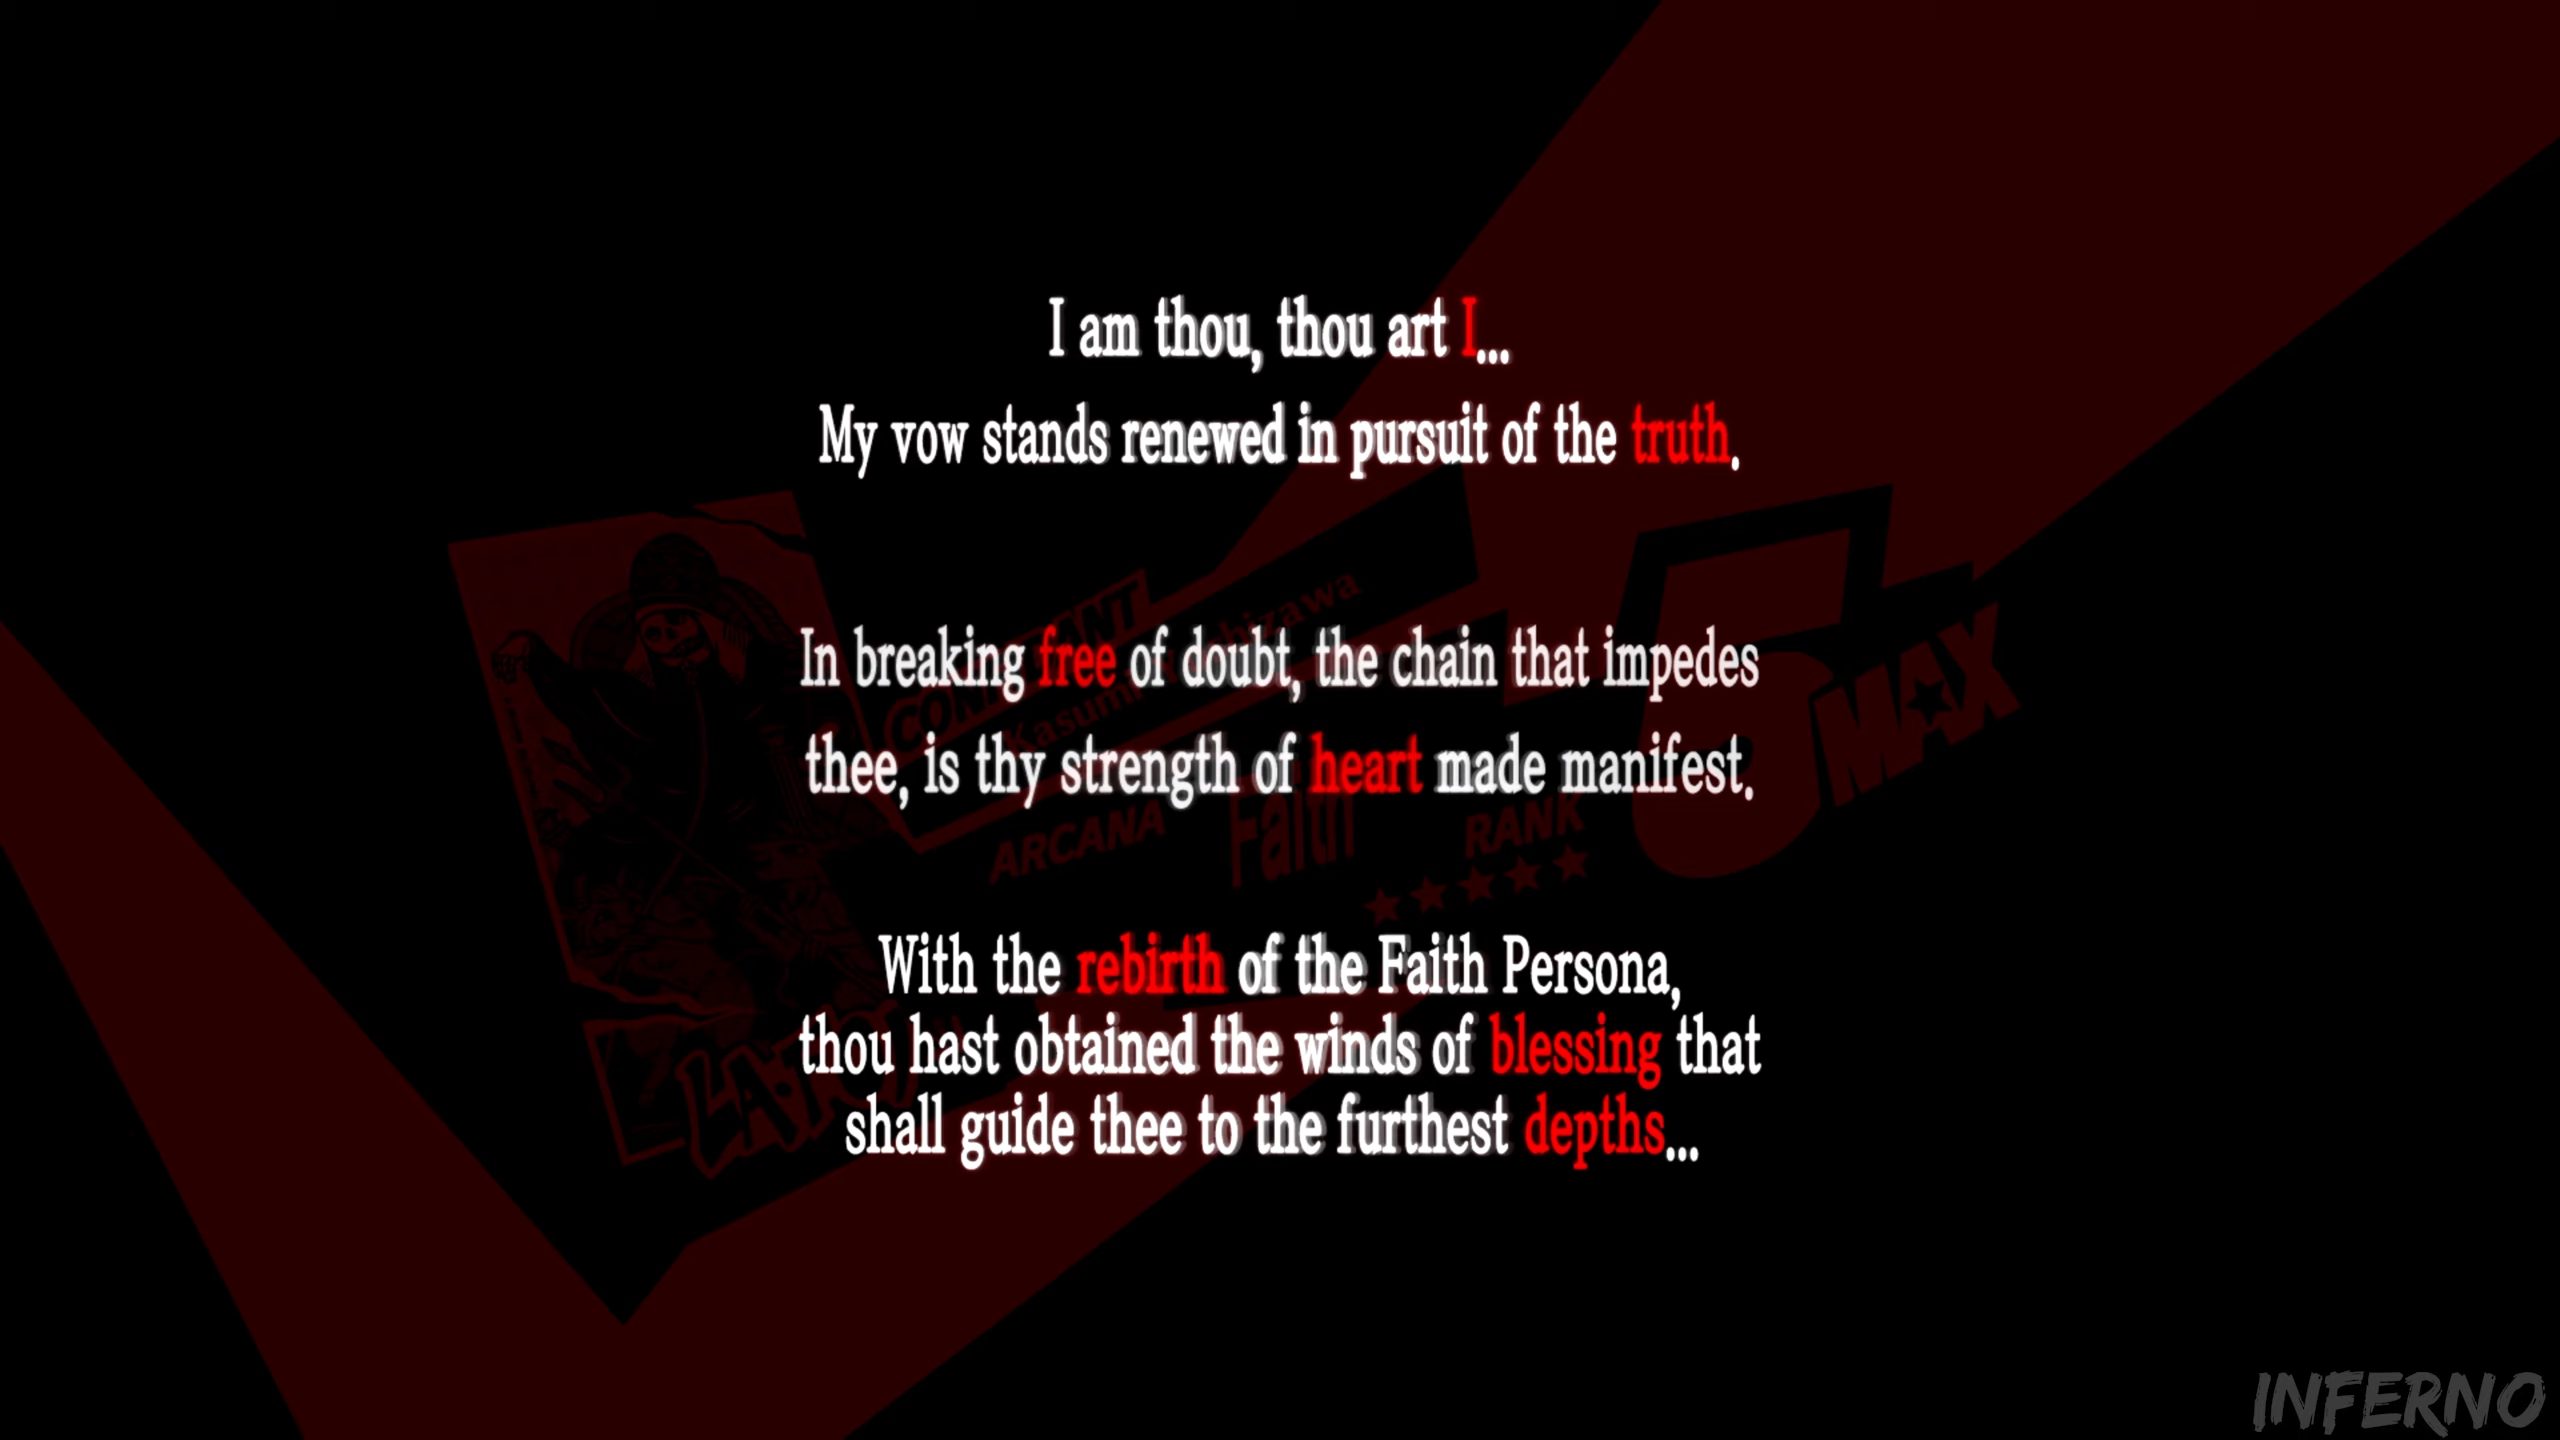 I am thou, thou art I...
My vow stands renewed in pursuit of the truth.
In breaking free of doubt, the chain that impedes
thee, is thy strength of heart made manifest.
With the rebirth of the Faith Persona,
thou hast obtained the winds of blessing that
shall guide thee to the furthest depths...
Kasumi
ARCANA Faith RANK
5 MAX
INFERNO